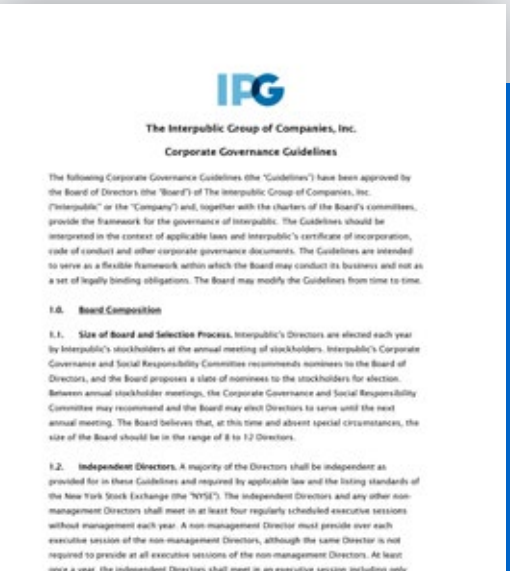 IPG
The Interpublic Group of Companies, Inc.
Corporate Governance Guidelines
The following Corporate Governance Guidelines (the "Guidelines") have been approved by
the Board of Directors (the "Board") of The Interpublic Group of Companies, Inc.
("Interpublic" or the "Company") and, together with the charters of the Board's committees,
provide the framework for the governance of Interpublic. The Guidelines should be
interpreted in the context of applicable laws and Interpublic's certificate of incorporation,
code of conduct and other corporate governance documents. The Guidelines are intended
to serve as a flexible framework within which the Board may conduct its business and not as
a set of legally binding obligations. The Board may modify the Guidelines from time to time.
1.0. Board Composition
1.1. Size of Board and Selection Process. Interpublic's Directors are elected each year
by Interpublic's stockholders at the annual meeting of stockholders. Interpublic's Corporate
Governance and Social Responsibility Committee recommends nominees to the Board of
Directors, and the Board proposes a slate of nominees to the stockholders for election.
Between annual stockholder meetings, the Corporate Governance and Social Responsibility
Committee may recommend and the Board may elect Directors to serve until the next
annual meeting. The Board believes that, at this time and absent special circumstances, the
size of the Board should be in the range of 8 to 12 Directors.
1.2. Independent Directors. A majority of the Directors shall be independent as
provided for in these Guidelines and required by applicable law and the listing standards of
the New York Stock Exchange (the "NYSE"). The independent Directors and any other non-
management Directors shall meet in at least four regularly scheduled executive sessions
without management each year. A non-management Director must preside over each
executive session of the non-management Directors, although the same Director is not
required to preside at all executive sessions of the non-management Directors. At least
once a year, the independent Directors shall meet in an executive session including only